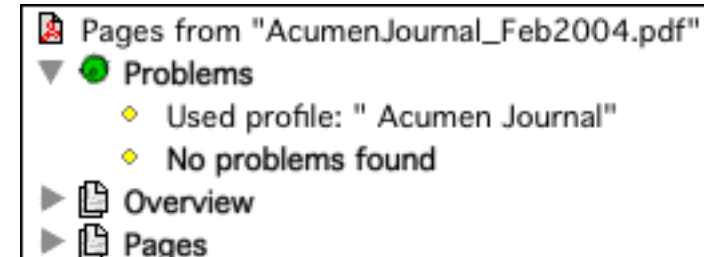 Pages from "AcumenJournal_Feb2004.pdf"
Problems
Used profile: " Acumen Journal"
No problems found
Overview
Pages